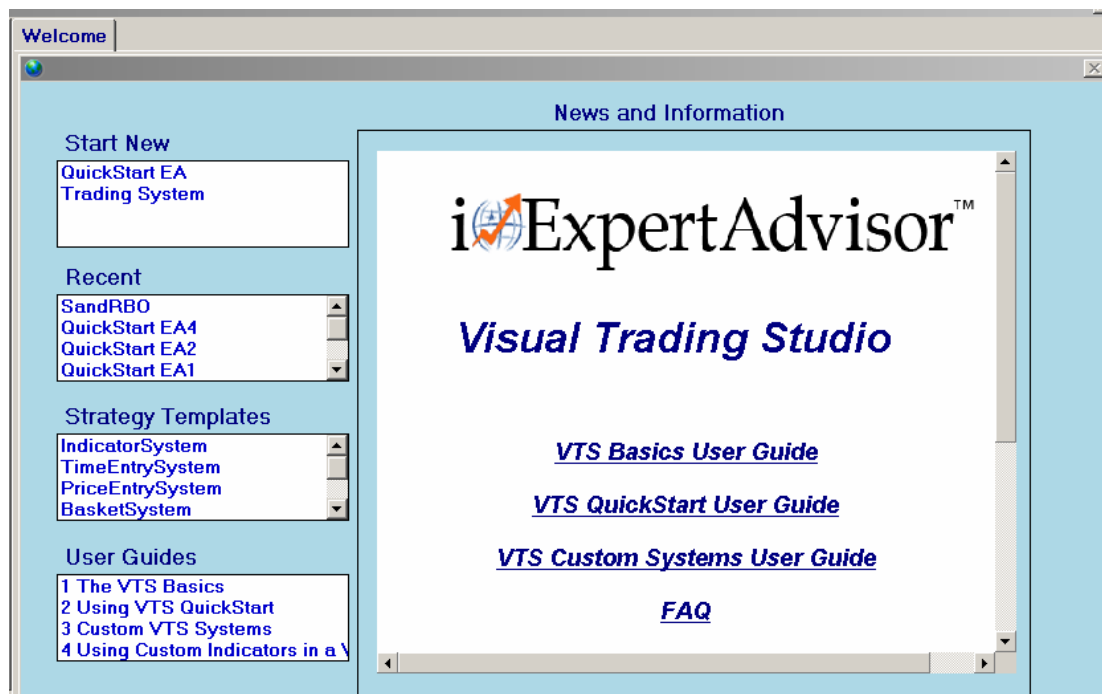 Welcome
News and Information
Start New
QuickStart EA
Trading System
Recent
SandRBO
QuickStart EA4
QuickStart EA2
QuickStart EA1
Strategy Templates
IndicatorSystem
TimeEntrySystem
PriceEntrySystem
BasketSystem
User Guides
1 The VTS Basics
2 Using VTS QuickStart
3 Custom VTS Systems
4 Using Custom Indicators in a
iExpertAdvisor™
Visual Trading Studio
VTS Basics User Guide
VTS QuickStart User Guide
VTS Custom Systems User Guide
FAQ